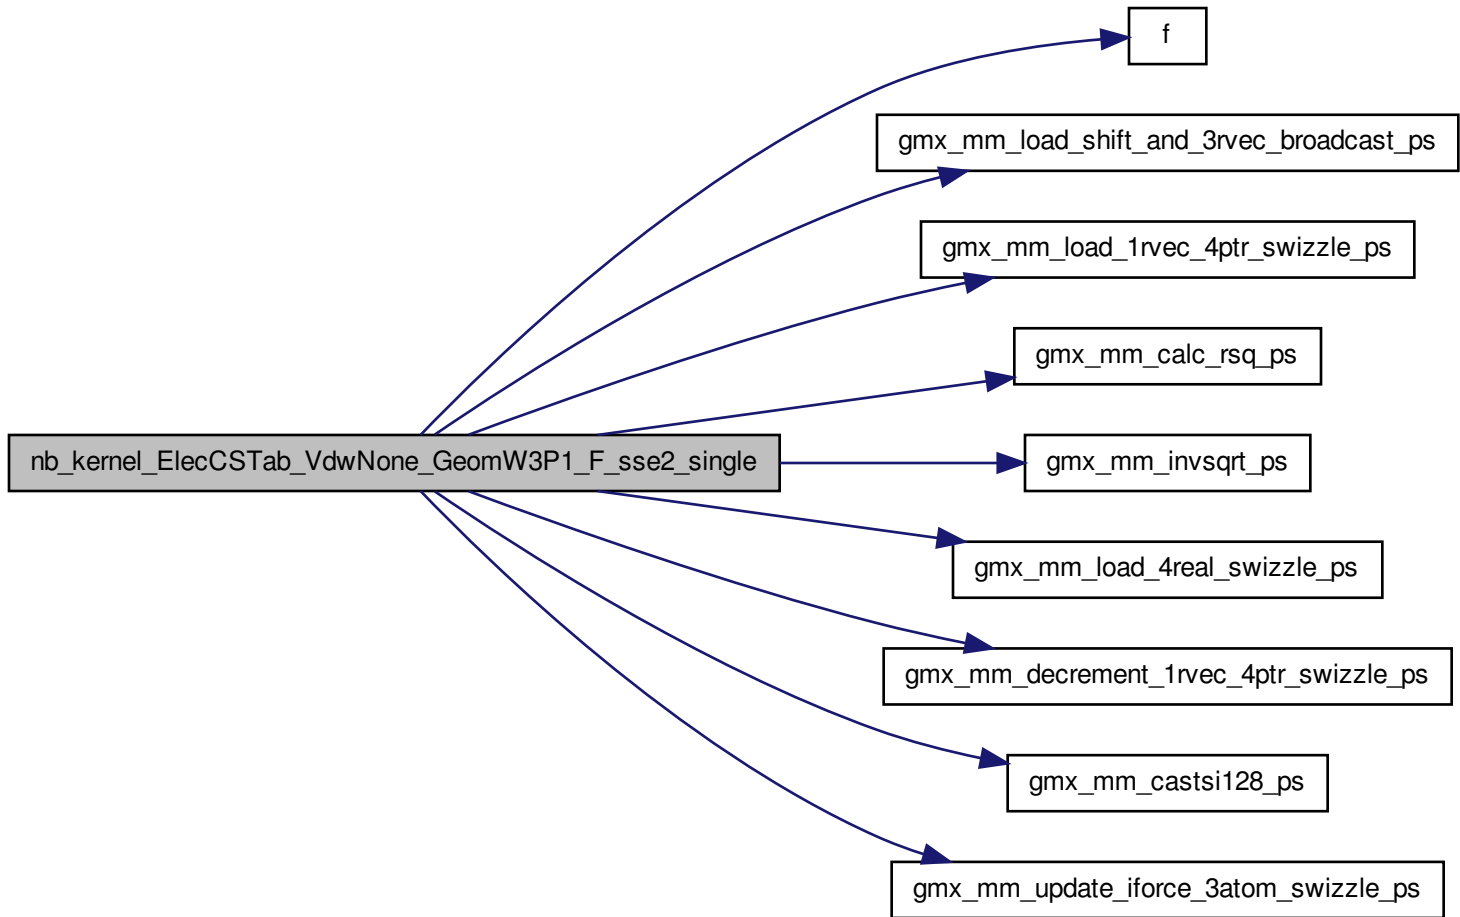 f
gmx_mm_load_shift_and_3rvec_broadcast_ps
gmx_mm_load_1rvec_4ptr_swizzle_ps
gmx_mm_calc_rsq_ps
nb_kernel_ElecCSTab_VdwNone_GeomW3P1_F_sse2_single
gmx_mm_invsqrt_ps
gmx_mm_load_4real_swizzle_ps
gmx_mm_decrement_1rvec_4ptr_swizzle_ps
gmx_mm_castsi128_ps
gmx_mm_update_iforce_3atom_swizzle_ps